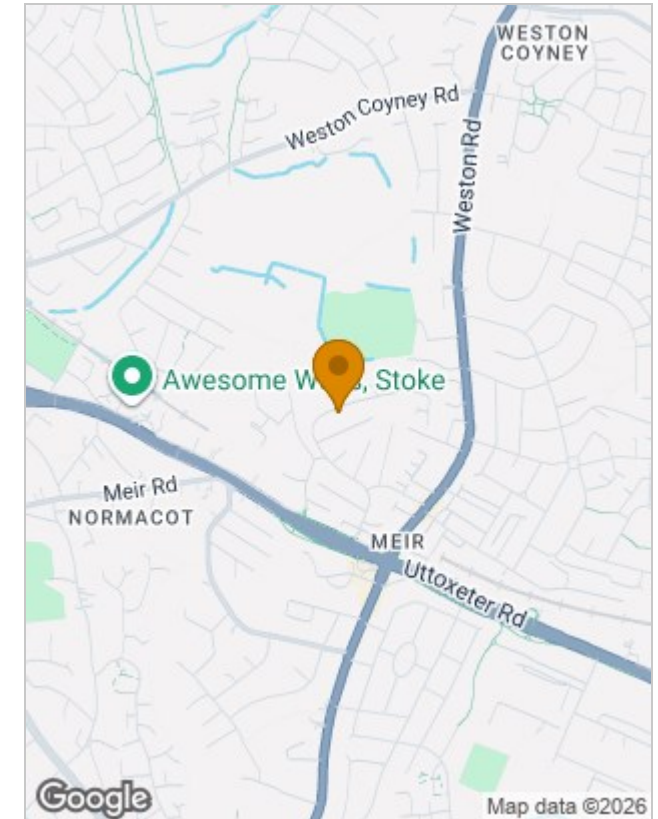 WESTON
COYNEY
Weston Coyney Rd
Weston Rd
Awesome W s, Stoke
Meir Rd
NORMACOT
MEIR
Uttoxeter Rd
Google
Map data ©2026